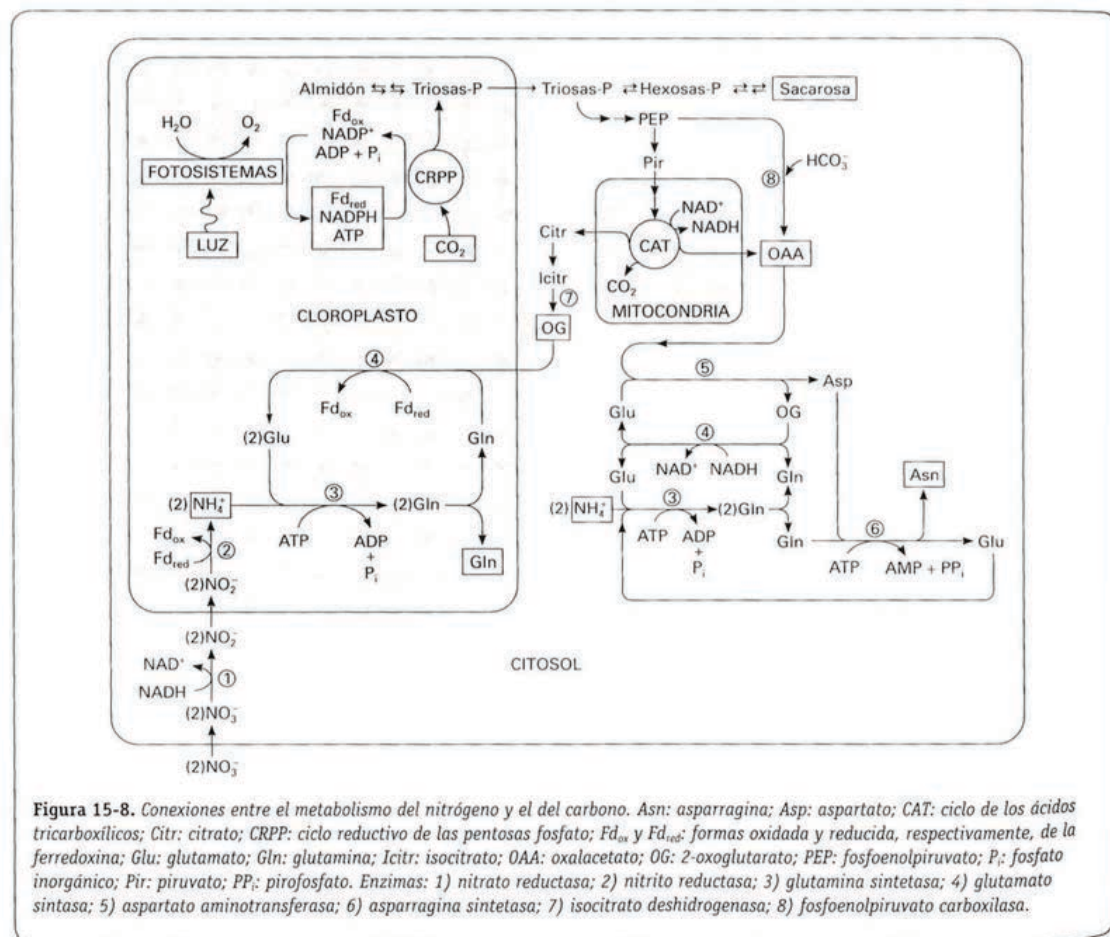 Almidón ⇆⇆ Triosas-P → Triosas-P ⇄ Hexosas-P ⇄⇄ Sacarosa
H₂O O₂
FOTOSISTEMAS
LUZ
Fd_ox
NADP⁺
ADP + P_i
Fd_red
NADPH
ATP
CRPP
CO₂
CLOROPLASTO
PEP
Pir
⑧ HCO₃⁻
NAD⁺
NADH
CAT
CO₂
MITOCONDRIA
OAA
Citr
Icitr
⑦
OG
④
Fd_ox Fd_red
(2)Glu Gln
(2) NH₄⁺ ③ (2)Gln
ATP ADP
+
P_i
Gln
Fd_ox
Fd_red ②
(2)NO₂⁻
(2)NO₂⁻
NAD⁺
NADH ①
(2)NO₃⁻
(2)NO₃⁻
CITOSOL
⑤ Asp
Glu OG
④
NAD⁺ NADH
Glu Gln
(2) NH₄⁺ ③ (2)Gln
ATP ADP
+
P_i
Asn
Gln ⑥ Glu
ATP AMP + PP_i
Figura 15-8. Conexiones entre el metabolismo del nitrógeno y el del carbono. Asn: asparragina; Asp: aspartato; CAT: ciclo de los ácidos
tricarboxílicos; Citr: citrato; CRPP: ciclo reductivo de las pentosas fosfato; Fd_ox y Fd_red: formas oxidada y reducida, respectivamente, de la
ferredoxina; Glu: glutamato; Gln: glutamina; Icitr: isocitrato; OAA: oxalacetato; OG: 2-oxoglutarato; PEP: fosfoenolpiruvato; P_i: fosfato
inorgánico; Pir: piruvato; PP_i: pirofosfato. Enzimas: 1) nitrato reductasa; 2) nitrito reductasa; 3) glutamina sintetasa; 4) glutamato
sintasa; 5) aspartato aminotransferasa; 6) asparragina sintetasa; 7) isocitrato deshidrogenasa; 8) fosfoenolpiruvato carboxilasa.